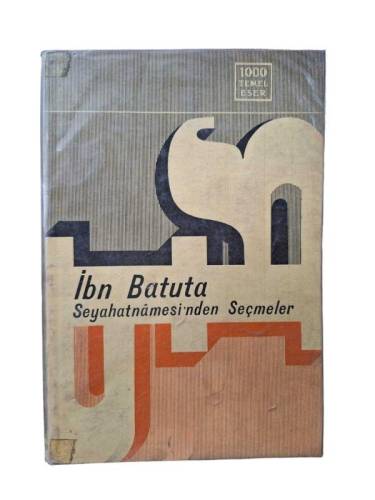 1000
TEMEL
ESER
İbn Batuta
Seyahatnâmesi'nden Seçmeler